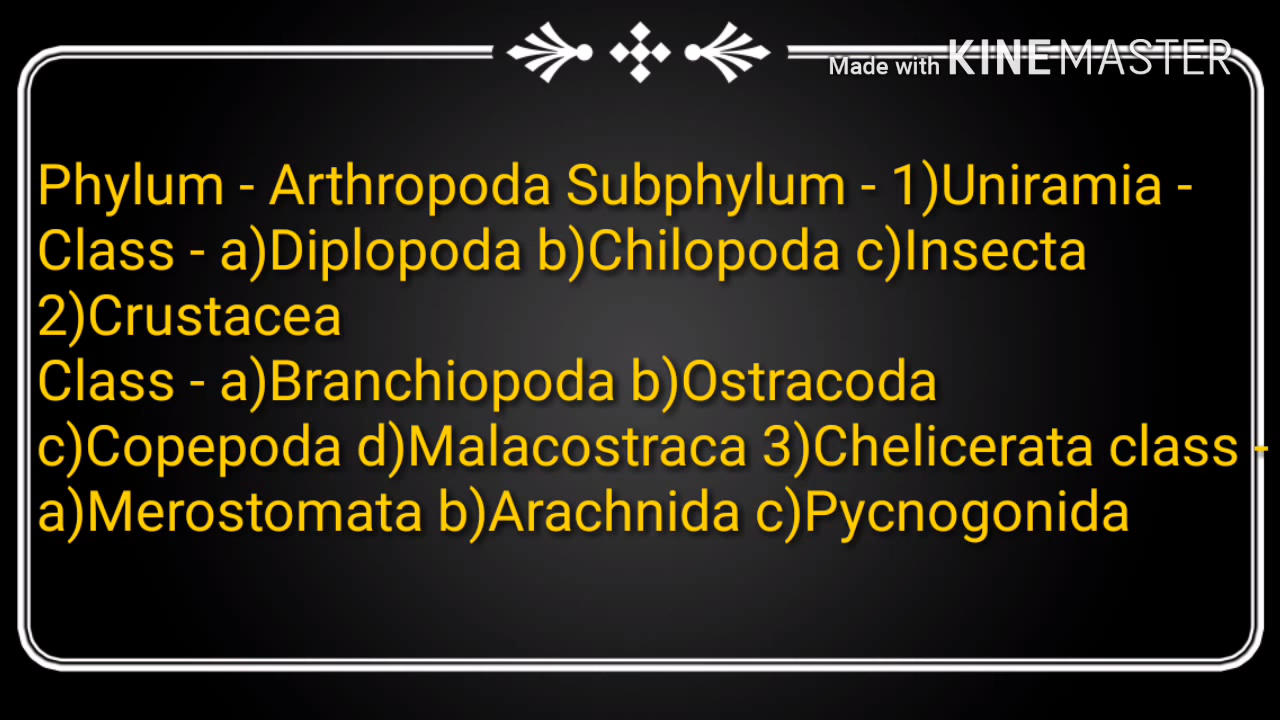 Made with KINEMASTER
Phylum - Arthropoda Subphylum - 1)Uniramia -
Class - a)Diplopoda b)Chilopoda c)Insecta
2)Crustacea
Class - a)Branchiopoda b)Ostracoda
c)Copepoda d)Malacostraca 3)Chelicerata class -
a)Merostomata b)Arachnida c)Pycnogonida